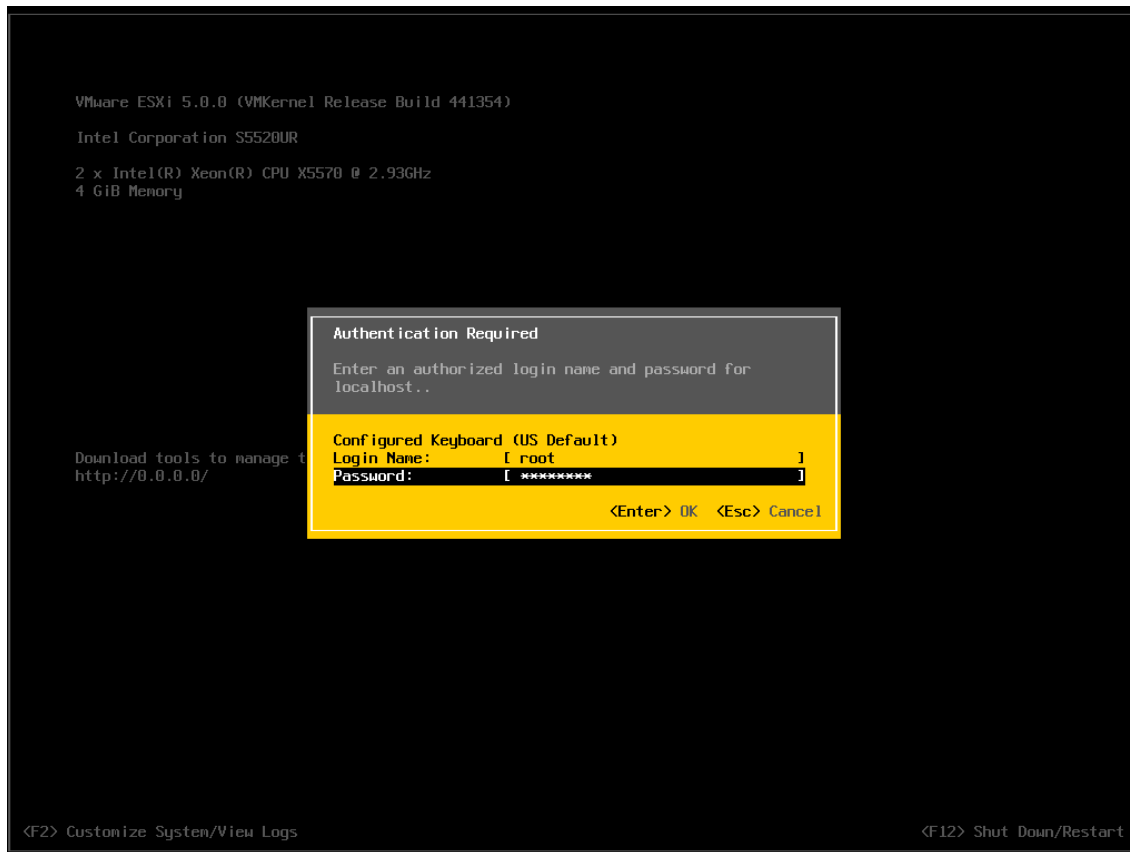 VMware ESXi 5.0.0 (VMKernel Release Build 441354)
Intel Corporation S5520UR
2 x Intel(R) Xeon(R) CPU X5570 @ 2.93GHz
4 GiB Memory
Authentication Required
Enter an authorized login name and password for
localhost..
Configured Keyboard (US Default)
Login Name: [ root ]
Password: [ ******** ]
<Enter> OK <Esc> Cancel
Download tools to manage t
http://0.0.0.0/
<F2> Customize System/View Logs
<F12> Shut Down/Restart